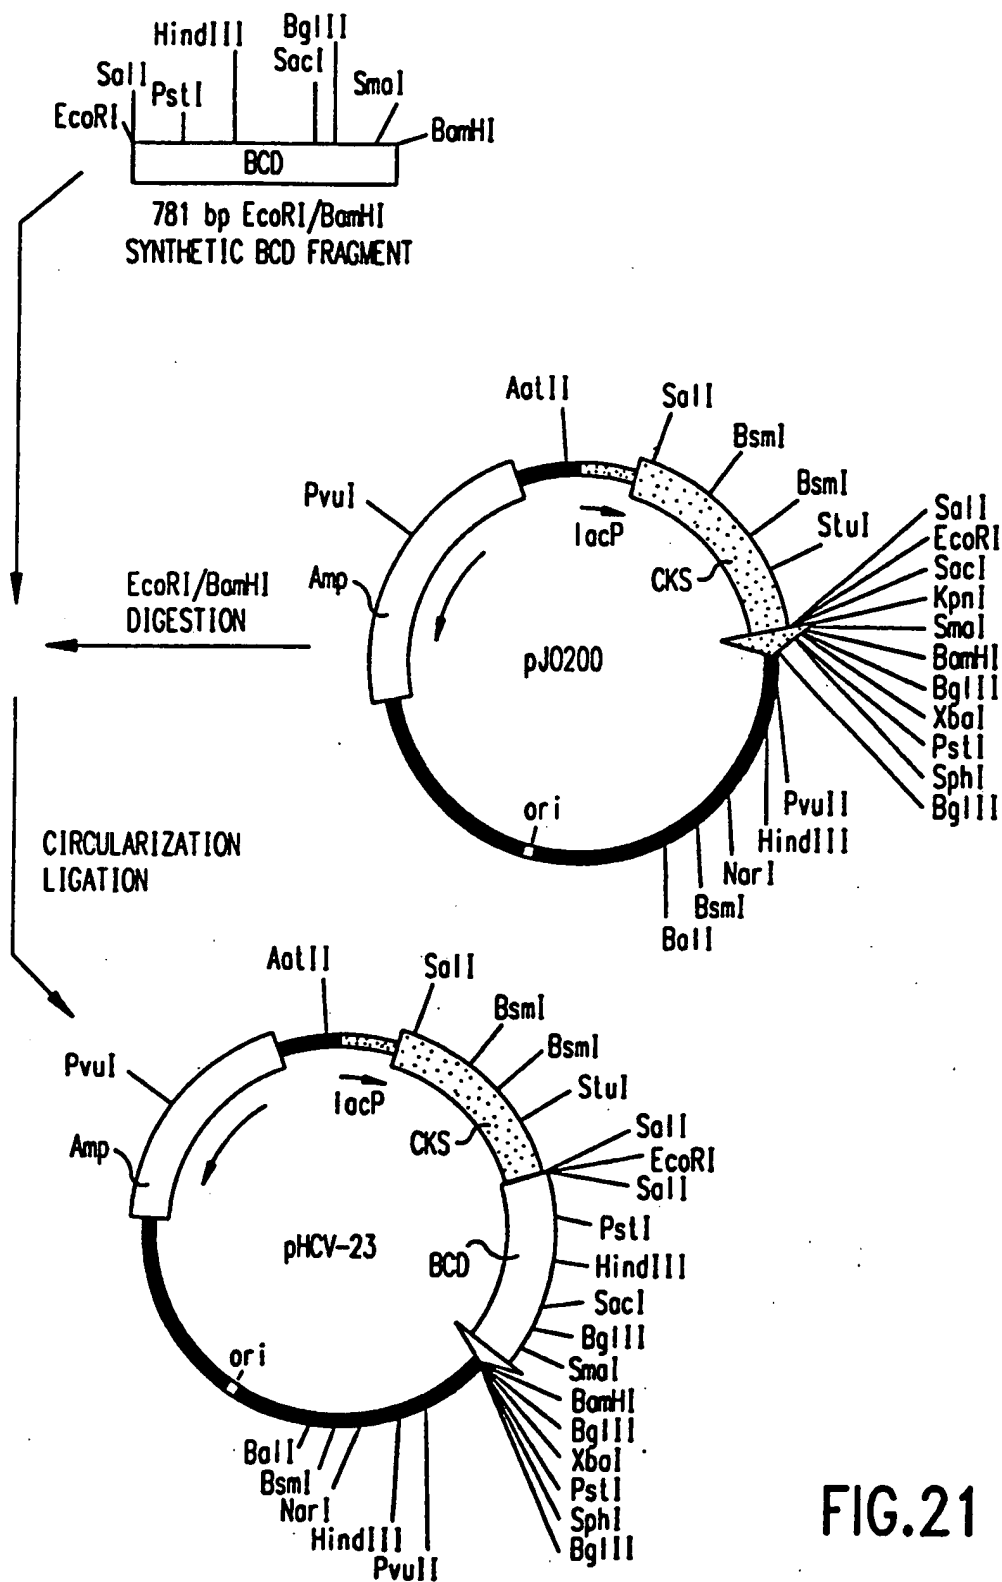 HindIII
BglII
SacI
SalI
PstI
SmaI
EcoRI
BamHI
BCD
781 bp EcoRI/BamHI
SYNTHETIC BCD FRAGMENT
AatII
SalI
BsmI
PvuI
BsmI
StuI
lacP
CKS
Amp
EcoRI/BamHI
DIGESTION
pJO200
SalI
EcoRI
SacI
KpnI
SmaI
BamHI
BglII
XbaI
PstI
SphI
BglII
PvuII
HindIII
NarI
BsmI
BalI
ori
CIRCULARIZATION
LIGATION
AatII
SalI
BsmI
BsmI
PvuI
StuI
lacP
CKS
Amp
SalI
EcoRI
SalI
PstI
pHCV-23
BCD
HindIII
SacI
BglII
SmaI
ori
BamHI
BglII
XbaI
PstI
SphI
BglII
BalI
BsmI
NarI
HindIII
PvuII
FIG.21